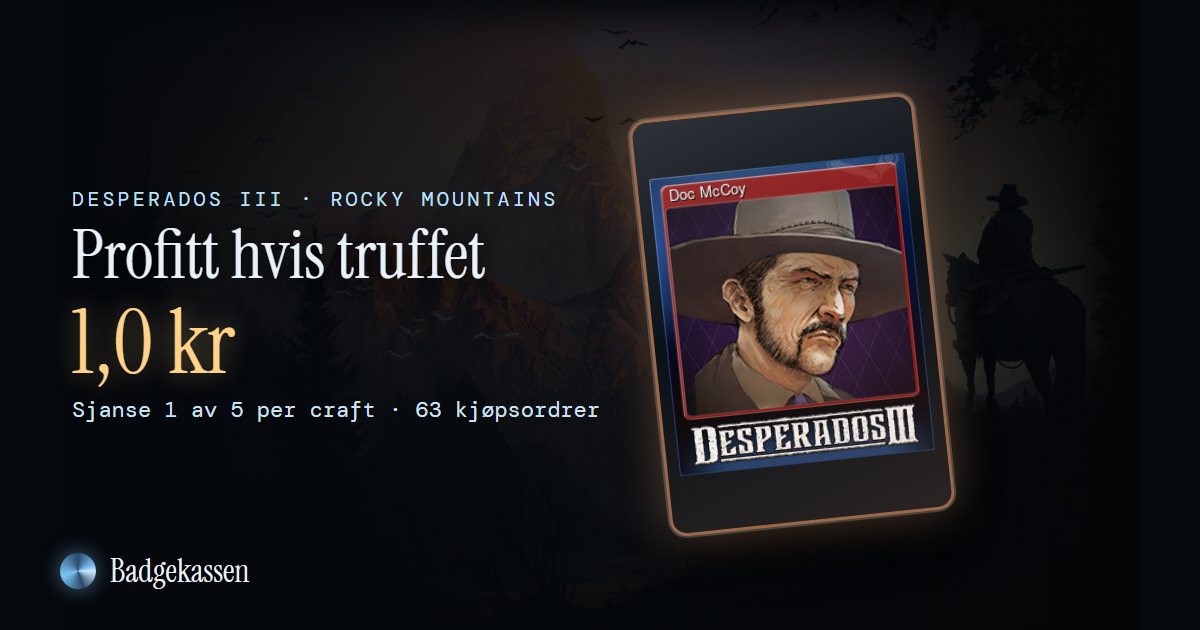 DESPERADOS III · ROCKY MOUNTAINS
Profitt hvis truffet
1,0 kr
Sjanse 1 av 5 per craft · 63 kjøpsordrer
Doc McCoy
DESPERADOS III
Badgekassen